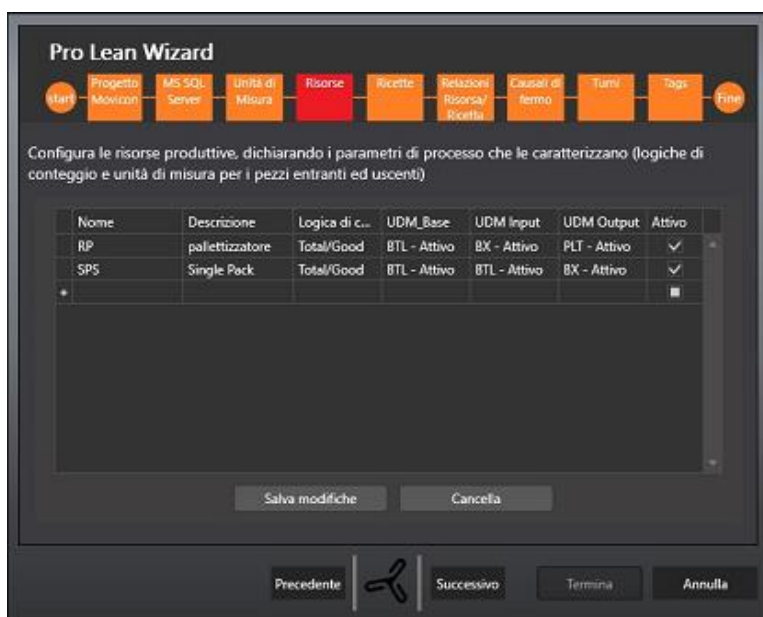 Pro Lean Wizard
start
Progetto
Movicon
MS SQL
Server
Unità di
Misura
Risorse
Ricette
Relazioni
Risorsa/
Ricetta
Causali di
fermo
Turni
Tags
Fine
Configura le risorse produttive, dichiarando i parametri di processo che le caratterizzano (logiche di
conteggio e unità di misura per i pezzi entranti ed uscenti)
Nome Descrizione Logica di c... UDM_Base UDM Input UDM Output Attivo
RP pallettizzatore Total/Good BTL - Attivo BX - Attivo PLT - Attivo
SPS Single Pack Total/Good BTL - Attivo BTL - Attivo BX - Attivo
Salva modifiche Cancella
Precedente Successivo Termina Annulla